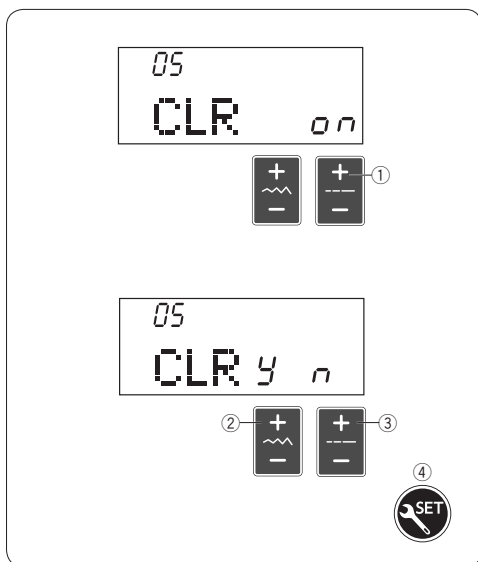 05
CLR on
+ +
①
− −
05
CLR y n
② + + ③
− −
④
SET